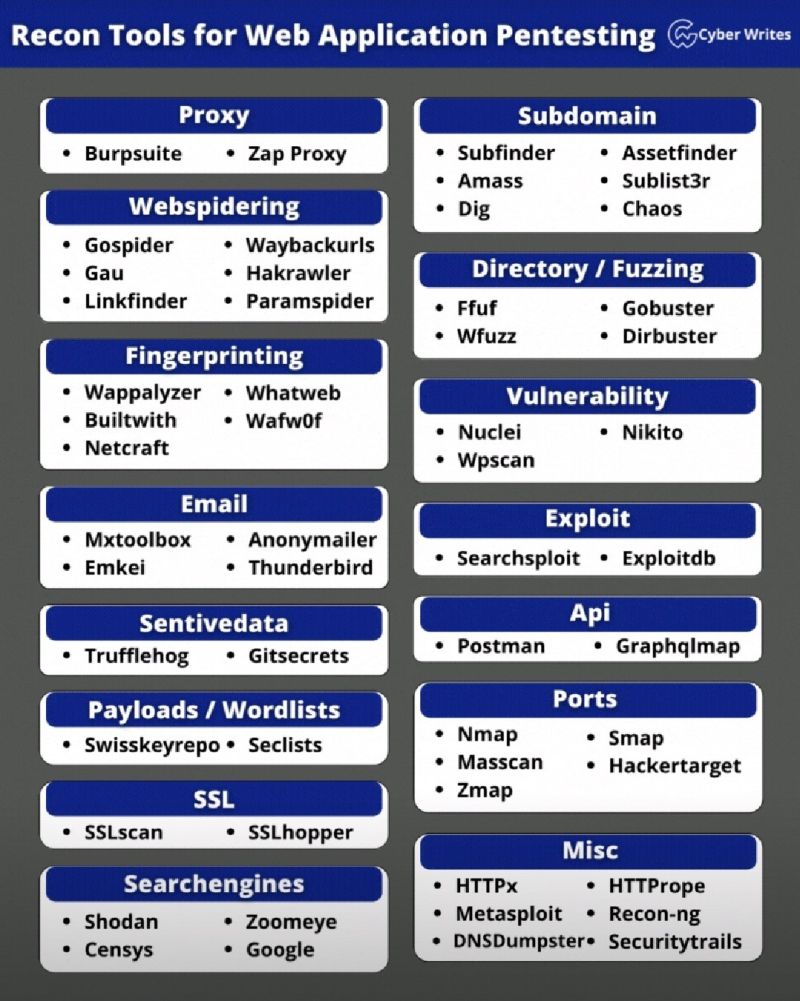 Recon Tools for Web Application Pentesting
Cyber Writes
Proxy
• Burpsuite • Zap Proxy
Webspidering
• Gospider • Waybackurls
• Gau • Hakrawler
• Linkfinder • Paramspider
Fingerprinting
• Wappalyzer • Whatweb
• Builtwith • Wafw0f
• Netcraft
Email
• Mxtoolbox • Anonymailer
• Emkei • Thunderbird
Sentivedata
• Trufflehog • Gitsecrets
Payloads / Wordlists
• Swisskeyrepo • Seclists
SSL
• SSLscan • SSLhopper
Searchengines
• Shodan • Zoomeye
• Censys • Google
Subdomain
• Subfinder • Assetfinder
• Amass • Sublist3r
• Dig • Chaos
Directory / Fuzzing
• Ffuf • Gobuster
• Wfuzz • Dirbuster
Vulnerability
• Nuclei • Nikito
• Wpscan
Exploit
• Searchsploit • Exploitdb
Api
• Postman • Graphqlmap
Ports
• Nmap • Smap
• Masscan • Hackertarget
• Zmap
Misc
• HTTPx • HTTPrope
• Metasploit • Recon-ng
• DNSDumpster • Securitytrails